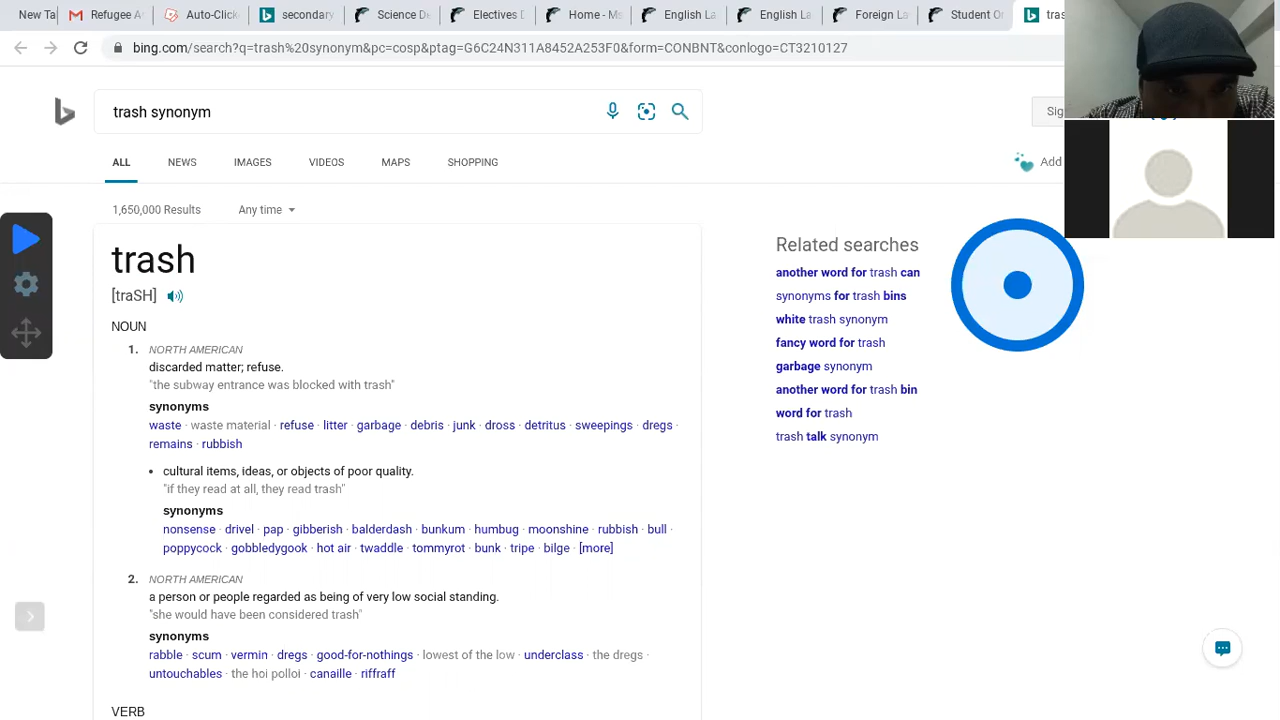 New Ta
Refugee A
Auto-Click
secondary
Science De
Electives D
Home - Ms
English La
English La
Foreign La
Student Or
tras
bing.com/search?q=trash%20synonym&pc=cosp&ptag=G6C24N311A8452A253F0&form=CONBNT&conlogo=CT3210127
trash synonym
Sig
ALL NEWS IMAGES VIDEOS MAPS SHOPPING
Add
1,650,000 Results Any time
trash
[traSH]
NOUN
1. NORTH AMERICAN
discarded matter; refuse.
"the subway entrance was blocked with trash"
synonyms
waste · waste material · refuse · litter · garbage · debris · junk · dross · detritus · sweepings · dregs ·
remains · rubbish
• cultural items, ideas, or objects of poor quality.
"if they read at all, they read trash"
synonyms
nonsense · drivel · pap · gibberish · balderdash · bunkum · humbug · moonshine · rubbish · bull ·
poppycock · gobbledygook · hot air · twaddle · tommyrot · bunk · tripe · bilge · [more]
2. NORTH AMERICAN
a person or people regarded as being of very low social standing.
"she would have been considered trash"
synonyms
rabble · scum · vermin · dregs · good-for-nothings · lowest of the low · underclass · the dregs ·
untouchables · the hoi polloi · canaille · riffraff
VERB
Related searches
another word for trash can
synonyms for trash bins
white trash synonym
fancy word for trash
garbage synonym
another word for trash bin
word for trash
trash talk synonym